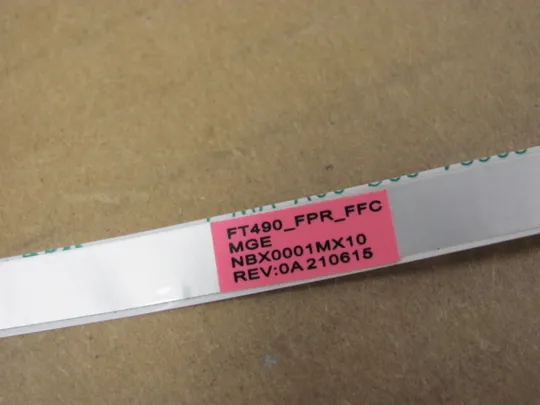 FT490_FPR_FFC
MGE
NBX0001MX10
REV:0A 210615